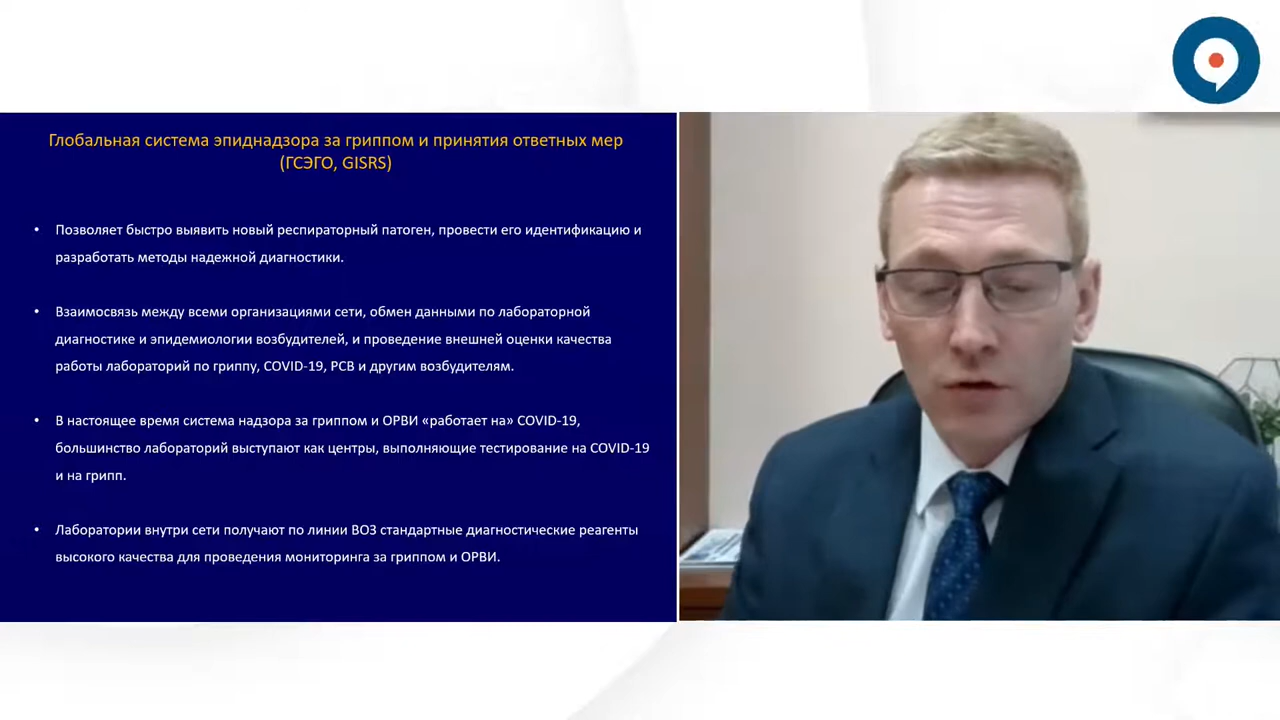 Глобальная система эпиднадзора за гриппом и принятия ответных мер
(ГСЭГО, GISRS)
• Позволяет быстро выявить новый респираторный патоген, провести его идентификацию и
разработать методы надежной диагностики.
• Взаимосвязь между всеми организациями сети, обмен данными по лабораторной
диагностике и эпидемиологии возбудителей, и проведение внешней оценки качества
работы лабораторий по гриппу, COVID-19, РСВ и другим возбудителям.
• В настоящее время система надзора за гриппом и ОРВИ «работает на» COVID-19,
большинство лабораторий выступают как центры, выполняющие тестирование на COVID-19
и на грипп.
• Лаборатории внутри сети получают по линии ВОЗ стандартные диагностические реагенты
высокого качества для проведения мониторинга за гриппом и ОРВИ.